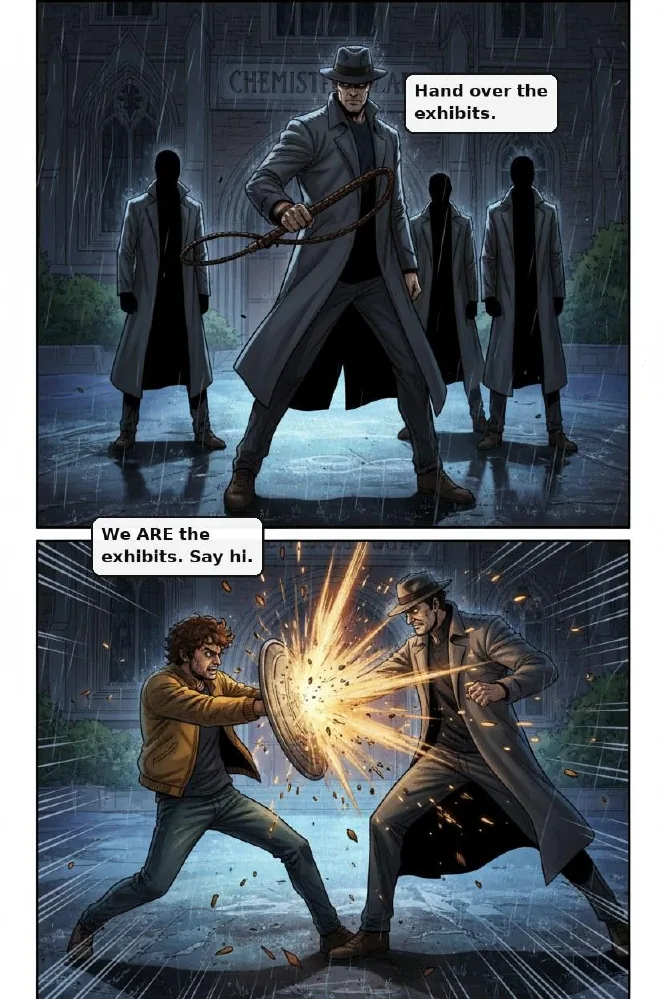 CHEMIST
Hand over the
exhibits.
We ARE the
exhibits. Say hi.